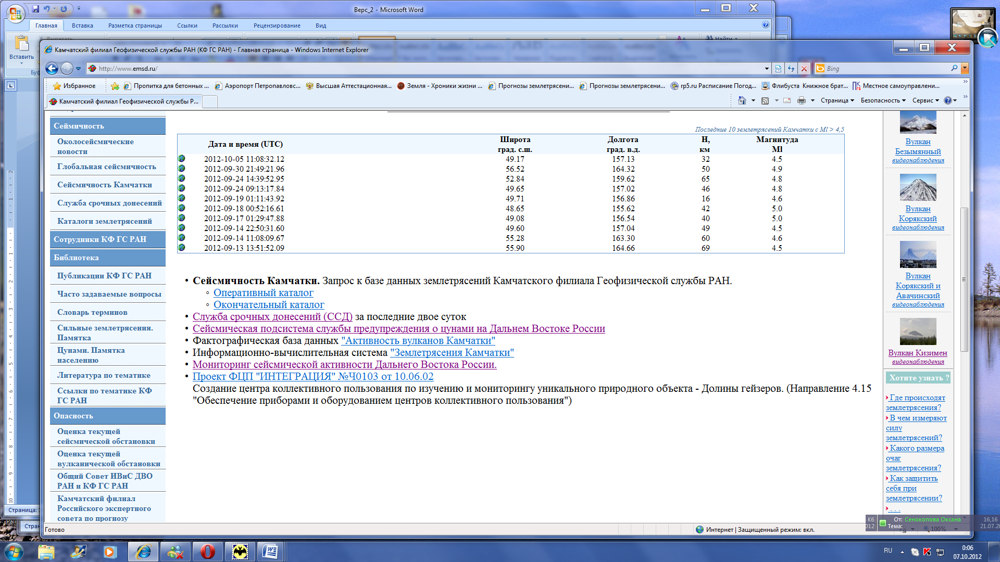 Верс_2 - Microsoft Word
Главная Вставка Разметка страницы Ссылки Рассылки Рецензирование Вид
Вырезать
Найти
Вставить
Камчатский филиал Геофизической службы РАН (КФ ГС РАН) - Главная страница - Windows Internet Explorer
http://www.emsd.ru/
Bing
Избранное Пропитка для бетонных ... Аэропорт Петропавловс... Высшая Аттестационная... Земля - Хроники жизни ... Прогнозы землетрясени... Прогнозы землетрясени... rp5.ru Расписание Погод... Флибуста Книжное брат... Местное самоуправлени...
Камчатский филиал Геофизической службы Р...
Страница Безопасность Сервис
Сеймичность
Околосейсмические
новости
Глобальная сейсмичность
Сейсмичность Камчатки
Служба срочных донесений
Каталоги землетрясений
Сотрудники КФ ГС РАН
Библиотека
Публикации КФ ГС РАН
Часто задаваемые вопросы
Словарь терминов
Сильные землетрясения.
Памятка
Цунами. Памятка
населению
Литература по тематике
Ссылки по тематике КФ
ГС РАН
Опасность
Оценка текущей
сейсмической обстановки
Оценка текущей
вулканической обстановки
Общий Совет ИВиС ДВО
РАН и КФ ГС РАН
Камчатский филиал
Российского экспертного
совета по прогнозу
Последние 10 землетрясений Камчатки с Ml > 4,5
Дата и время (UTC) Широта град. с.ш. Долгота град. в.д. H, км Магнитуда Ml
2012-10-05 11:08:32.12 49.17 157.13 32 4.5
2012-09-30 21:49:21.96 56.52 164.32 50 4.9
2012-09-24 14:39:52.95 52.84 159.62 65 4.8
2012-09-24 09:13:17.84 49.65 157.02 46 4.8
2012-09-19 01:11:43.92 49.71 156.86 16 4.6
2012-09-18 00:52:16.61 48.65 155.62 42 5.0
2012-09-17 01:29:47.88 49.08 156.54 40 5.0
2012-09-14 22:50:31.60 49.60 157.04 49 4.5
2012-09-14 11:08:09.67 55.28 163.30 60 4.6
2012-09-13 13:51:52.09 55.90 164.66 69 4.5
• Сейсмичность Камчатки. Запрос к базе данных землетрясений Камчатского филиала Геофизической службы РАН.
◦ Оперативный каталог
◦ Окончательный каталог
• Служба срочных донесений (ССД) за последние двое суток
• Сейсмическая подсистема службы предупреждения о цунами на Дальнем Востоке России
• Фактографическая база данных "Активность вулканов Камчатки"
• Информационно-вычислительная система "Землетрясения Камчатки"
• Мониторинг сейсмической активности Дальнего Востока России.
• Проект ФЦП "ИНТЕГРАЦИЯ" №Ч0103 от 10.06.02
Создание центра коллективного пользования по изучению и мониторингу уникального природного объекта - Долины гейзеров. (Направление 4.15
"Обеспечение приборами и оборудованием центров коллективного пользования")
Вулкан
Безымянный
видеонаблюдения
Вулкан
Корякский
видеонаблюдения
Вулкан
Корякский и
Авачинский
видеонаблюдения
Вулкан Кизимен
видеонаблюдения
Хотите узнать ?
Где происходят
землетрясения?
В чем измеряют
силу
землетрясений?
Какого размера
очаг
землетрясения?
Как защитить
себя при
землетрясении?
. . .
К6 От: Сенокопова Оксана 16,16
012 Тема: 21.07.20
Страница:
Стран
Готово
Интернет | Защищенный режим: вкл.
100%
RU
0:06
07.10.2012